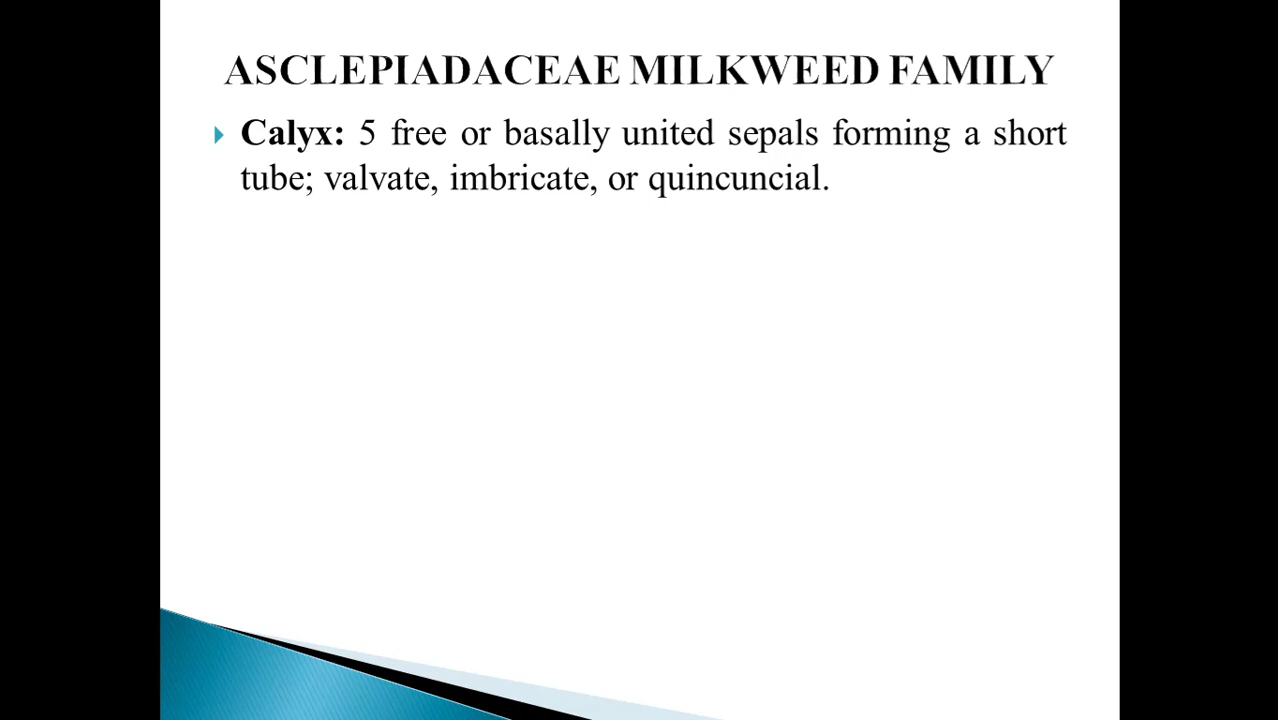 ASCLEPIADACEAE MILKWEED FAMILY
Calyx: 5 free or basally united sepals forming a short
tube; valvate, imbricate, or quincuncial.